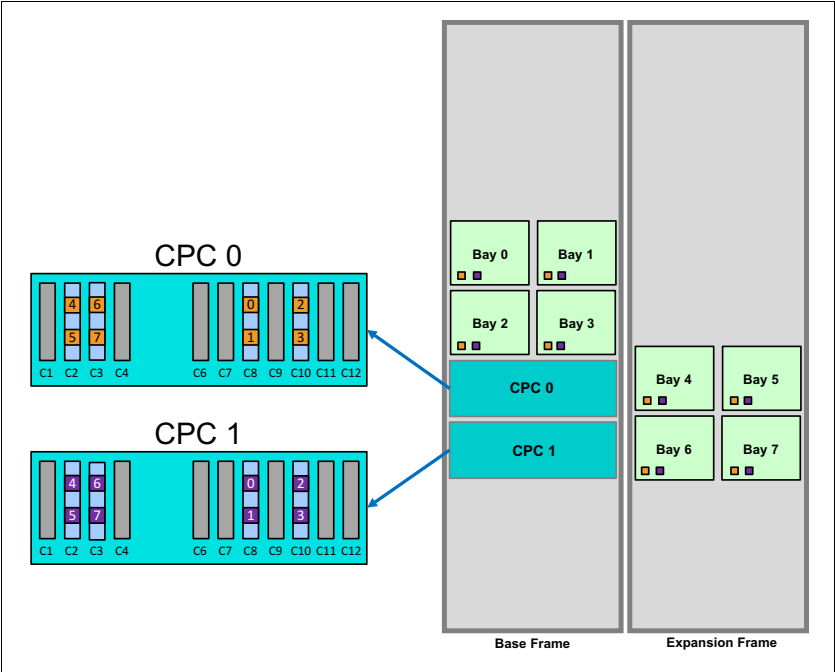 CPC 0
4 6 0 2
5 7 1 3
C1 C2 C3 C4 C6 C7 C8 C9 C10 C11 C12
CPC 1
4 6 0 2
5 7 1 3
C1 C2 C3 C4 C6 C7 C8 C9 C10 C11 C12
Bay 0 Bay 1
Bay 2 Bay 3
CPC 0
CPC 1
Bay 4 Bay 5
Bay 6 Bay 7
Base Frame
Expansion Frame